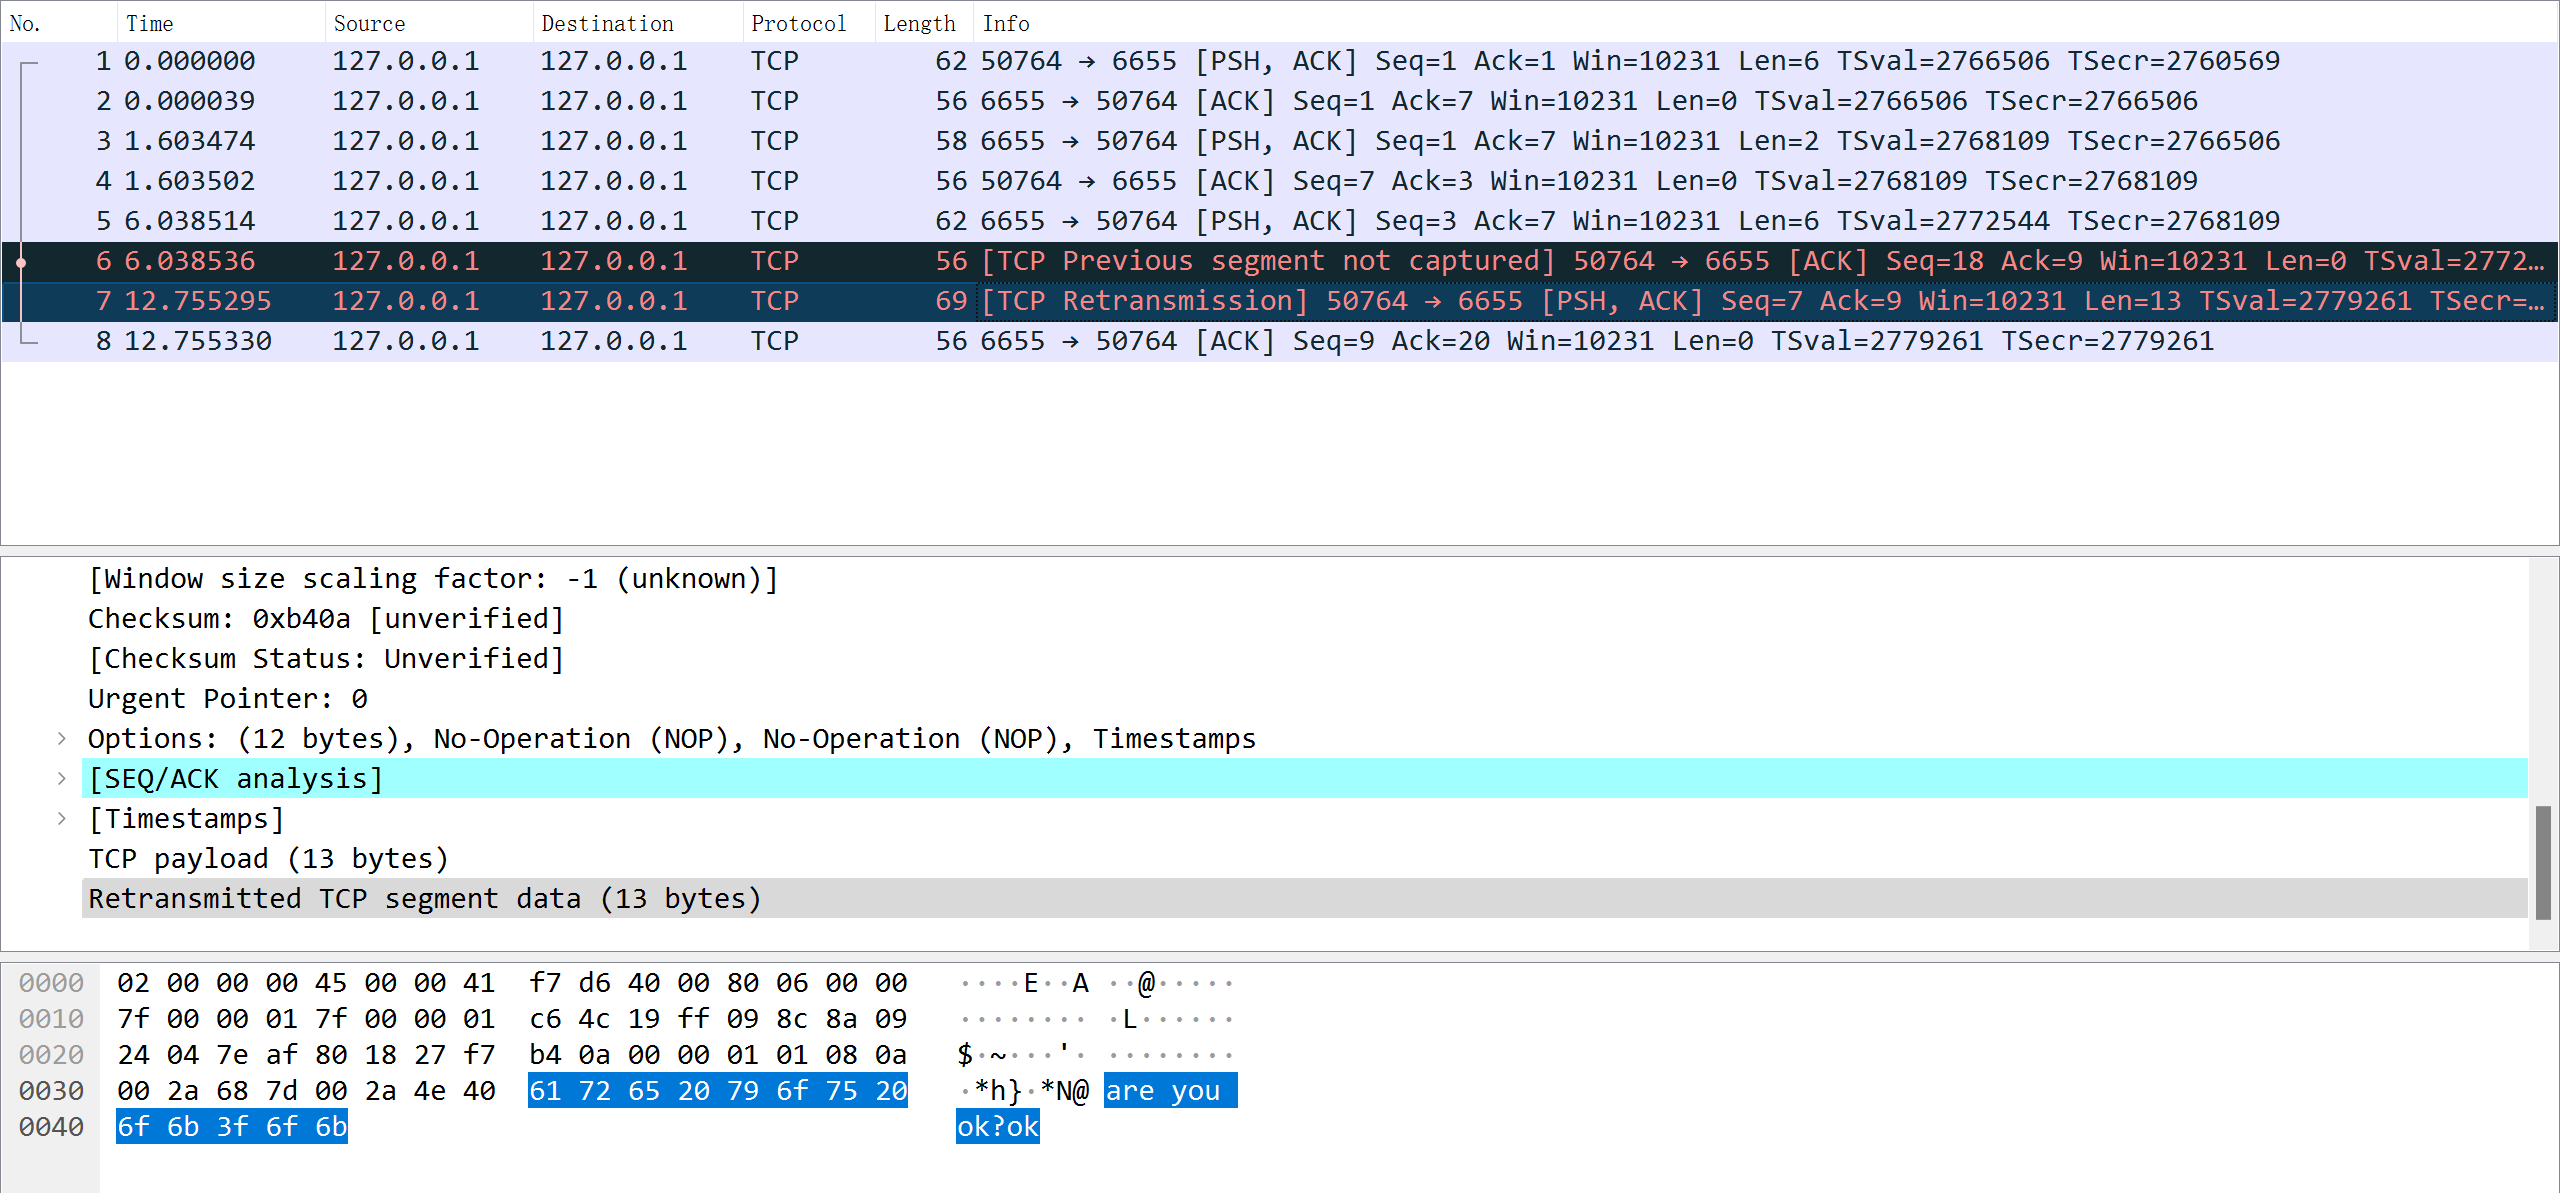 No. Time Source Destination Protocol Length Info
1 0.000000 127.0.0.1 127.0.0.1 TCP 62 50764 → 6655 [PSH, ACK] Seq=1 Ack=1 Win=10231 Len=6 TSval=2766506 TSecr=2760569
2 0.000039 127.0.0.1 127.0.0.1 TCP 56 6655 → 50764 [ACK] Seq=1 Ack=7 Win=10231 Len=0 TSval=2766506 TSecr=2766506
3 1.603474 127.0.0.1 127.0.0.1 TCP 58 6655 → 50764 [PSH, ACK] Seq=1 Ack=7 Win=10231 Len=2 TSval=2768109 TSecr=2766506
4 1.603502 127.0.0.1 127.0.0.1 TCP 56 50764 → 6655 [ACK] Seq=7 Ack=3 Win=10231 Len=0 TSval=2768109 TSecr=2768109
5 6.038514 127.0.0.1 127.0.0.1 TCP 62 6655 → 50764 [PSH, ACK] Seq=3 Ack=7 Win=10231 Len=6 TSval=2772544 TSecr=2768109
6 6.038536 127.0.0.1 127.0.0.1 TCP 56 [TCP Previous segment not captured] 50764 → 6655 [ACK] Seq=18 Ack=9 Win=10231 Len=0 TSval=2772…
7 12.755295 127.0.0.1 127.0.0.1 TCP 69 [TCP Retransmission] 50764 → 6655 [PSH, ACK] Seq=7 Ack=9 Win=10231 Len=13 TSval=2779261 TSecr=…
8 12.755330 127.0.0.1 127.0.0.1 TCP 56 6655 → 50764 [ACK] Seq=9 Ack=20 Win=10231 Len=0 TSval=2779261 TSecr=2779261
[Window size scaling factor: -1 (unknown)]
Checksum: 0xb40a [unverified]
[Checksum Status: Unverified]
Urgent Pointer: 0
Options: (12 bytes), No-Operation (NOP), No-Operation (NOP), Timestamps
[SEQ/ACK analysis]
[Timestamps]
TCP payload (13 bytes)
Retransmitted TCP segment data (13 bytes)
0000 02 00 00 00 45 00 00 41 f7 d6 40 00 80 06 00 00 ····E··A ··@·····
0010 7f 00 00 01 7f 00 00 01 c6 4c 19 ff 09 8c 8a 09 ········ ·L······
0020 24 04 7e af 80 18 27 f7 b4 0a 00 00 01 01 08 0a $·~···'· ········
0030 00 2a 68 7d 00 2a 4e 40 61 72 65 20 79 6f 75 20 ·*h}·*N@ are you
0040 6f 6b 3f 6f 6b ok?ok